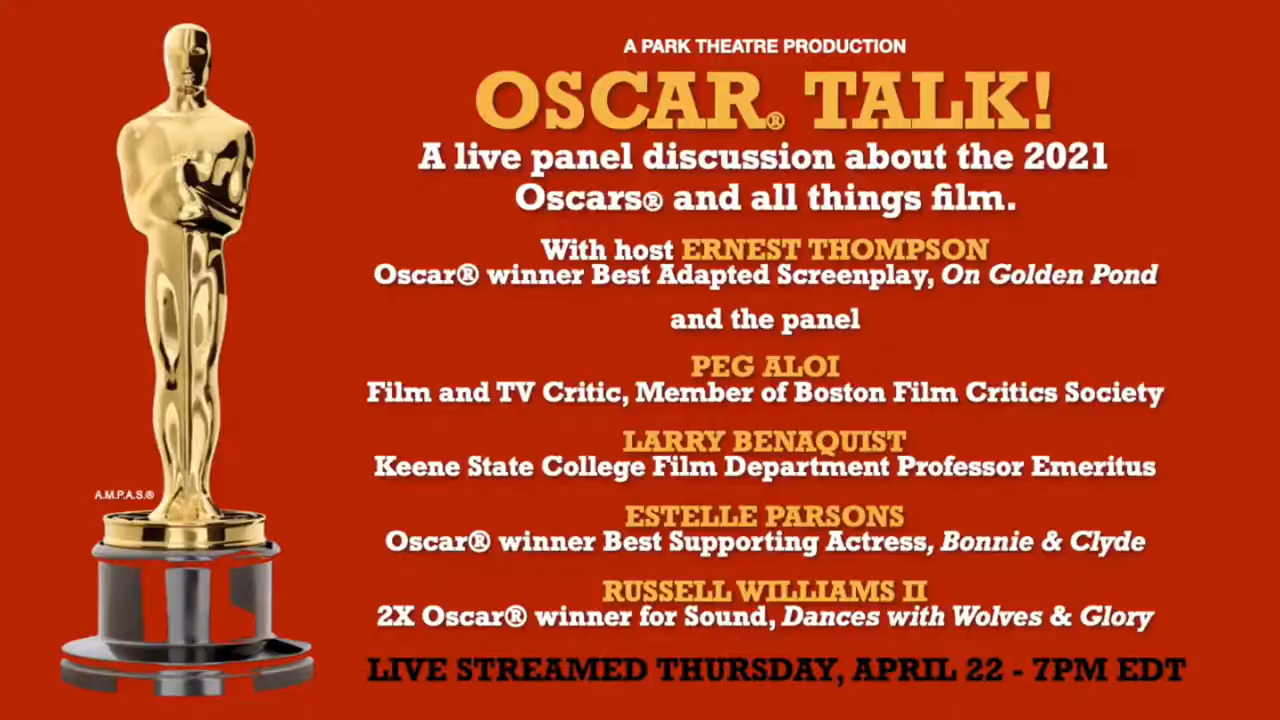 A PARK THEATRE PRODUCTION
OSCAR® TALK!
A live panel discussion about the 2021
Oscars® and all things film.
With host ERNEST THOMPSON
Oscar® winner Best Adapted Screenplay, On Golden Pond
and the panel
PEG ALOI
Film and TV Critic, Member of Boston Film Critics Society
LARRY BENAQUIST
Keene State College Film Department Professor Emeritus
ESTELLE PARSONS
Oscar® winner Best Supporting Actress, Bonnie & Clyde
RUSSELL WILLIAMS II
2X Oscar® winner for Sound, Dances with Wolves & Glory
LIVE STREAMED THURSDAY, APRIL 22 - 7PM EDT
A.M.P.A.S.®